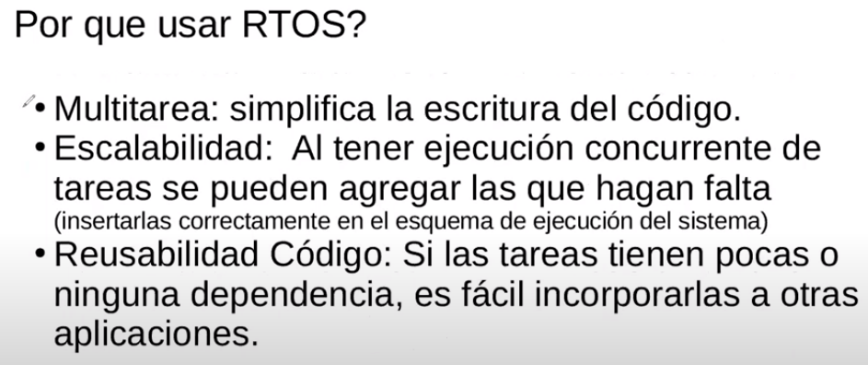 Por que usar RTOS?
• Multitarea: simplifica la escritura del código.
• Escalabilidad: Al tener ejecución concurrente de
tareas se pueden agregar las que hagan falta
(insertarlas correctamente en el esquema de ejecución del sistema)
• Reusabilidad Código: Si las tareas tienen pocas o
ninguna dependencia, es fácil incorporarlas a otras
aplicaciones.